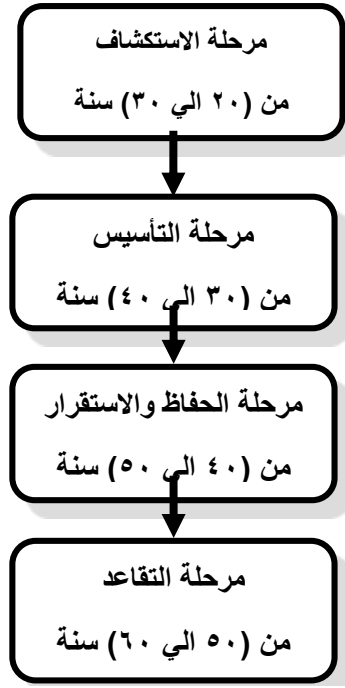 مرحلة الاستكشاف
من (٢٠ الي ٣٠) سنة
مرحلة التأسيس
من (٣٠ الي ٤٠) سنة
مرحلة الحفاظ والاستقرار
من (٤٠ الي ٥٠) سنة
مرحلة التقاعد
من (٥٠ الي ٦٠) سنة